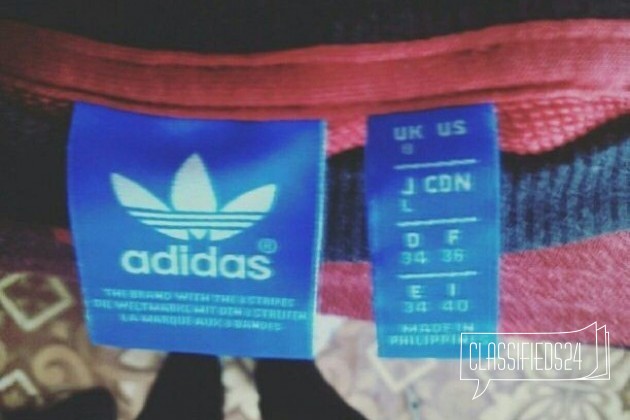 adidas®
THE BRAND WITH THE 3 STRIPES
DIE WELTMARKE MIT DEN 3 STREIFEN
LA MARQUE AUX 3 BANDES
UK US
8
J CDN
L
D F
34 36
E I
34 40
MADE IN
PHILIPPINES
CLASSIFIEDS24